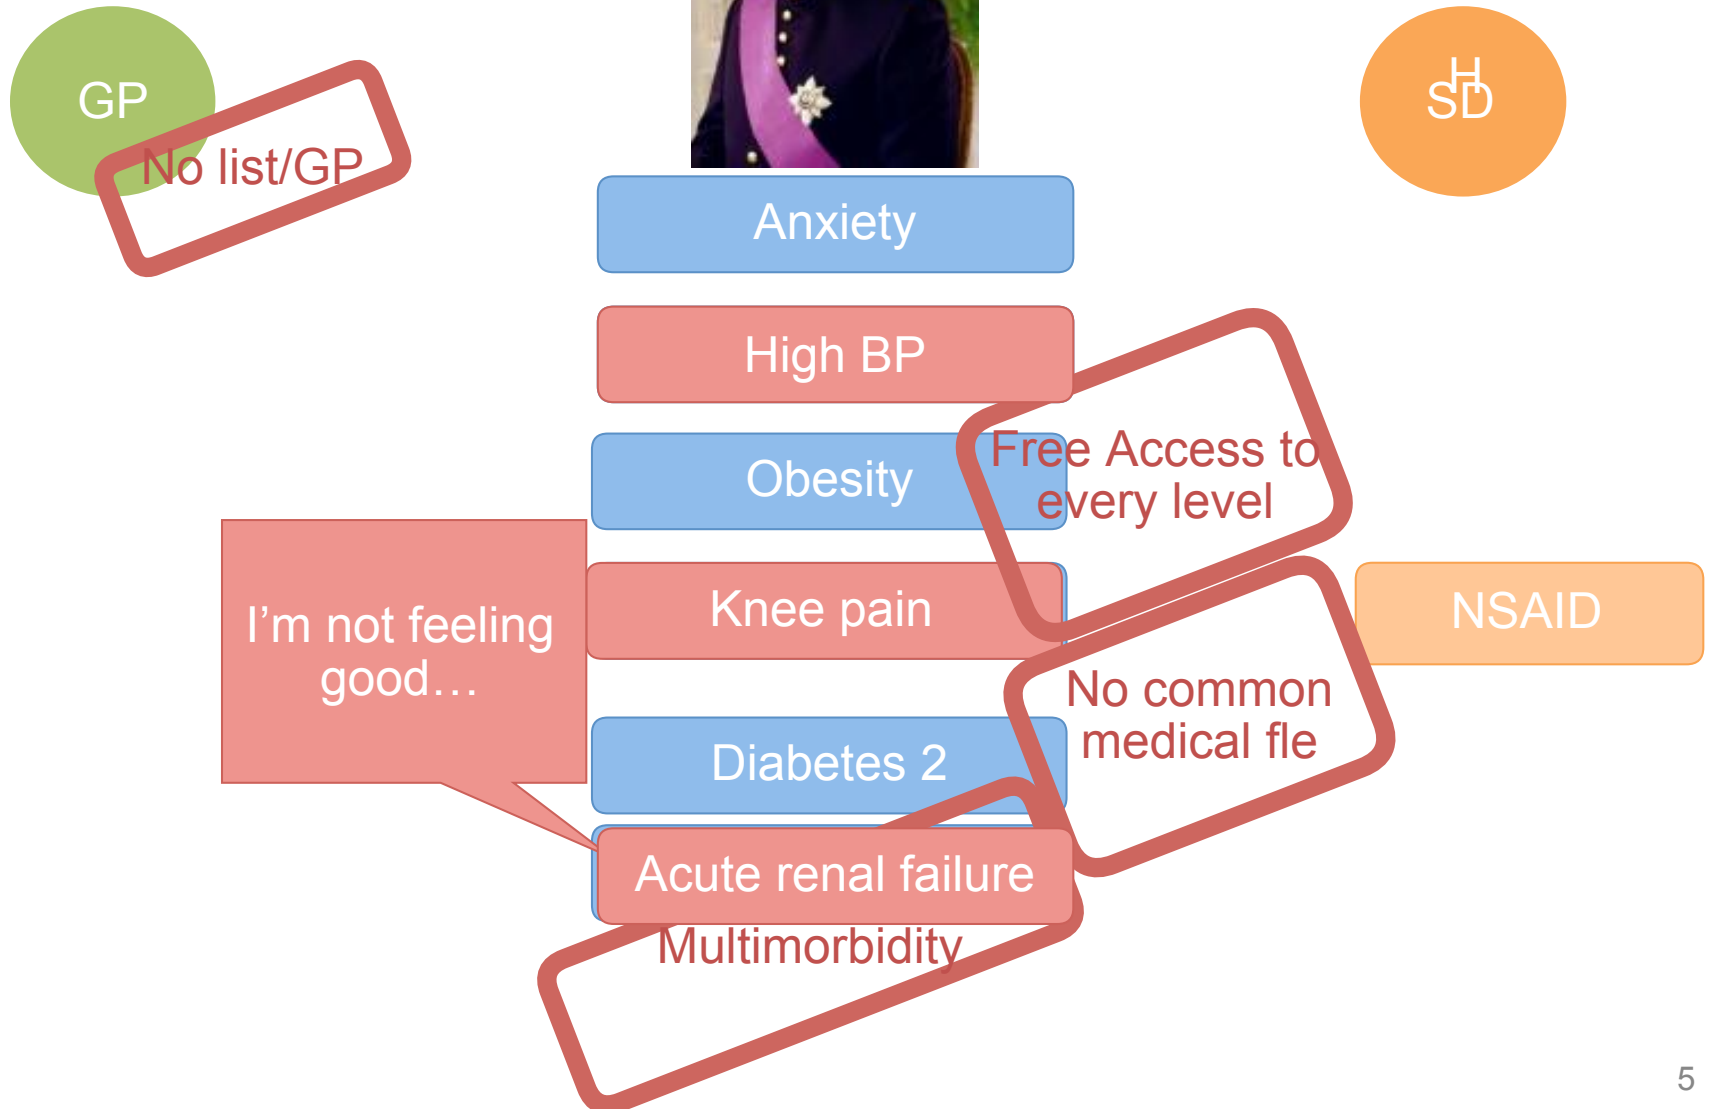 GP
No list/GP
H
SD
Anxiety
High BP
Obesity
Free Access to
every level
I’m not feeling
good…
Knee pain
NSAID
No common
medical fle
Diabetes 2
Acute renal failure
Multimorbidity
5